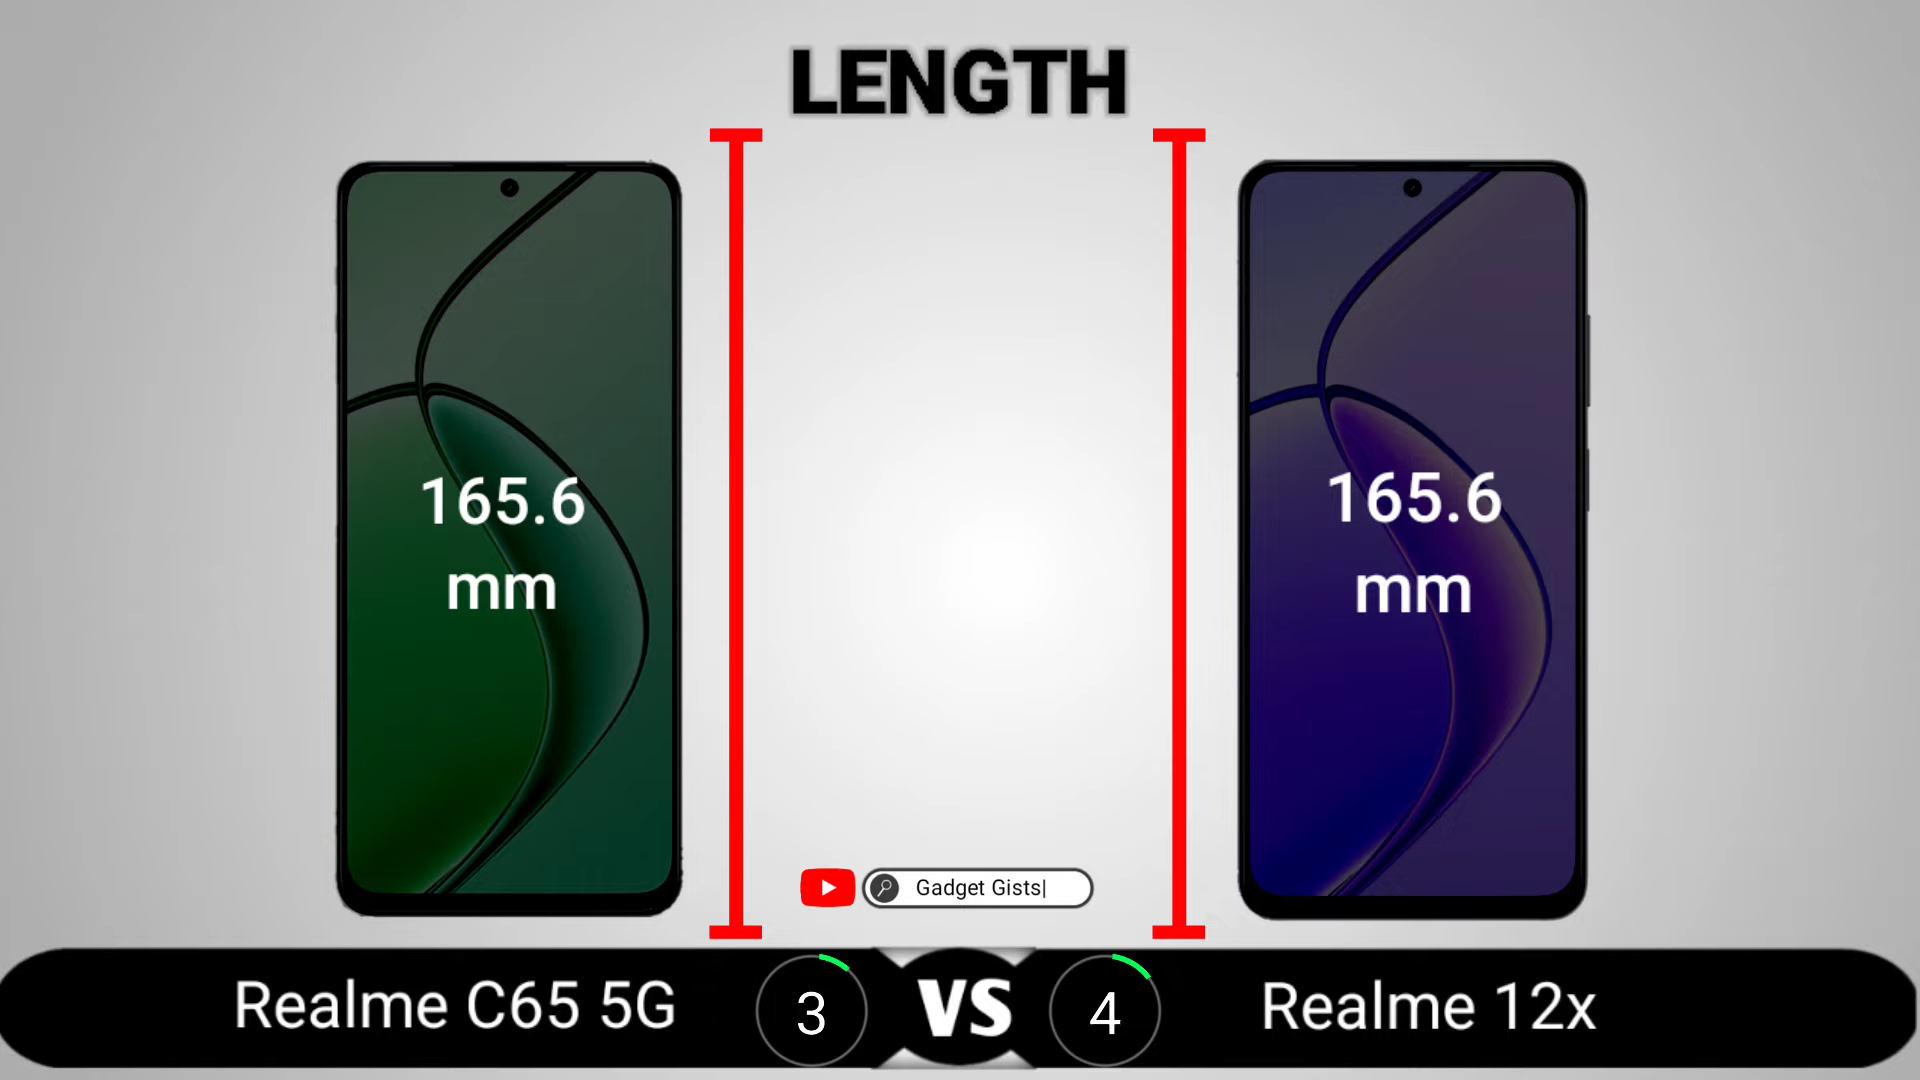 LENGTH
165.6
mm
165.6
mm
Gadget Gists|
Realme C65 5G
3
VS
4
Realme 12x